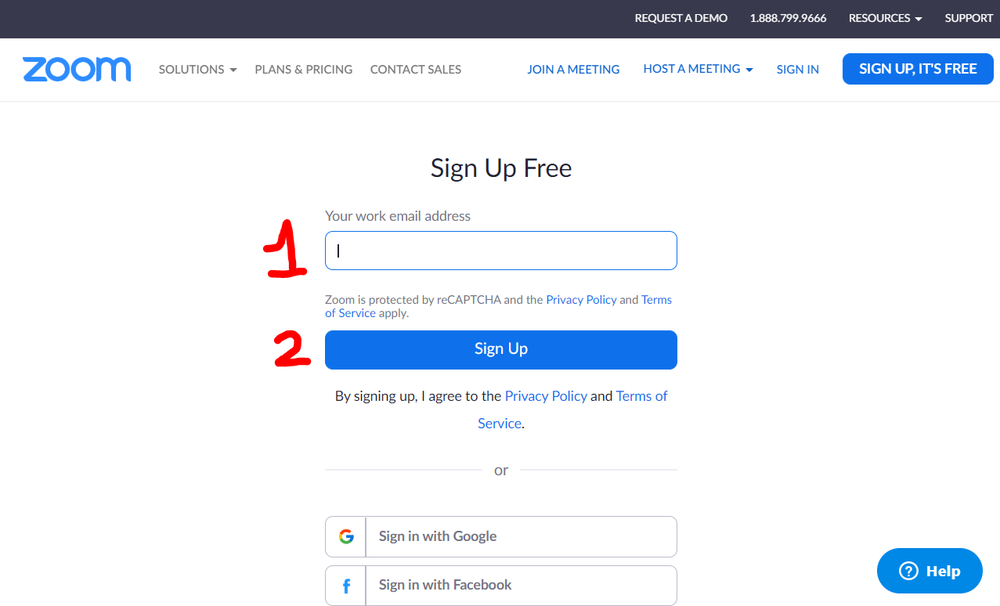 REQUEST A DEMO 1.888.799.9666 RESOURCES SUPPORT
zoom SOLUTIONS PLANS & PRICING CONTACT SALES JOIN A MEETING HOST A MEETING SIGN IN SIGN UP, IT'S FREE
Sign Up Free
Your work email address
1
Zoom is protected by reCAPTCHA and the Privacy Policy and Terms
of Service apply.
2 Sign Up
By signing up, I agree to the Privacy Policy and Terms of
Service.
or
Sign in with Google
Help
Sign in with Facebook